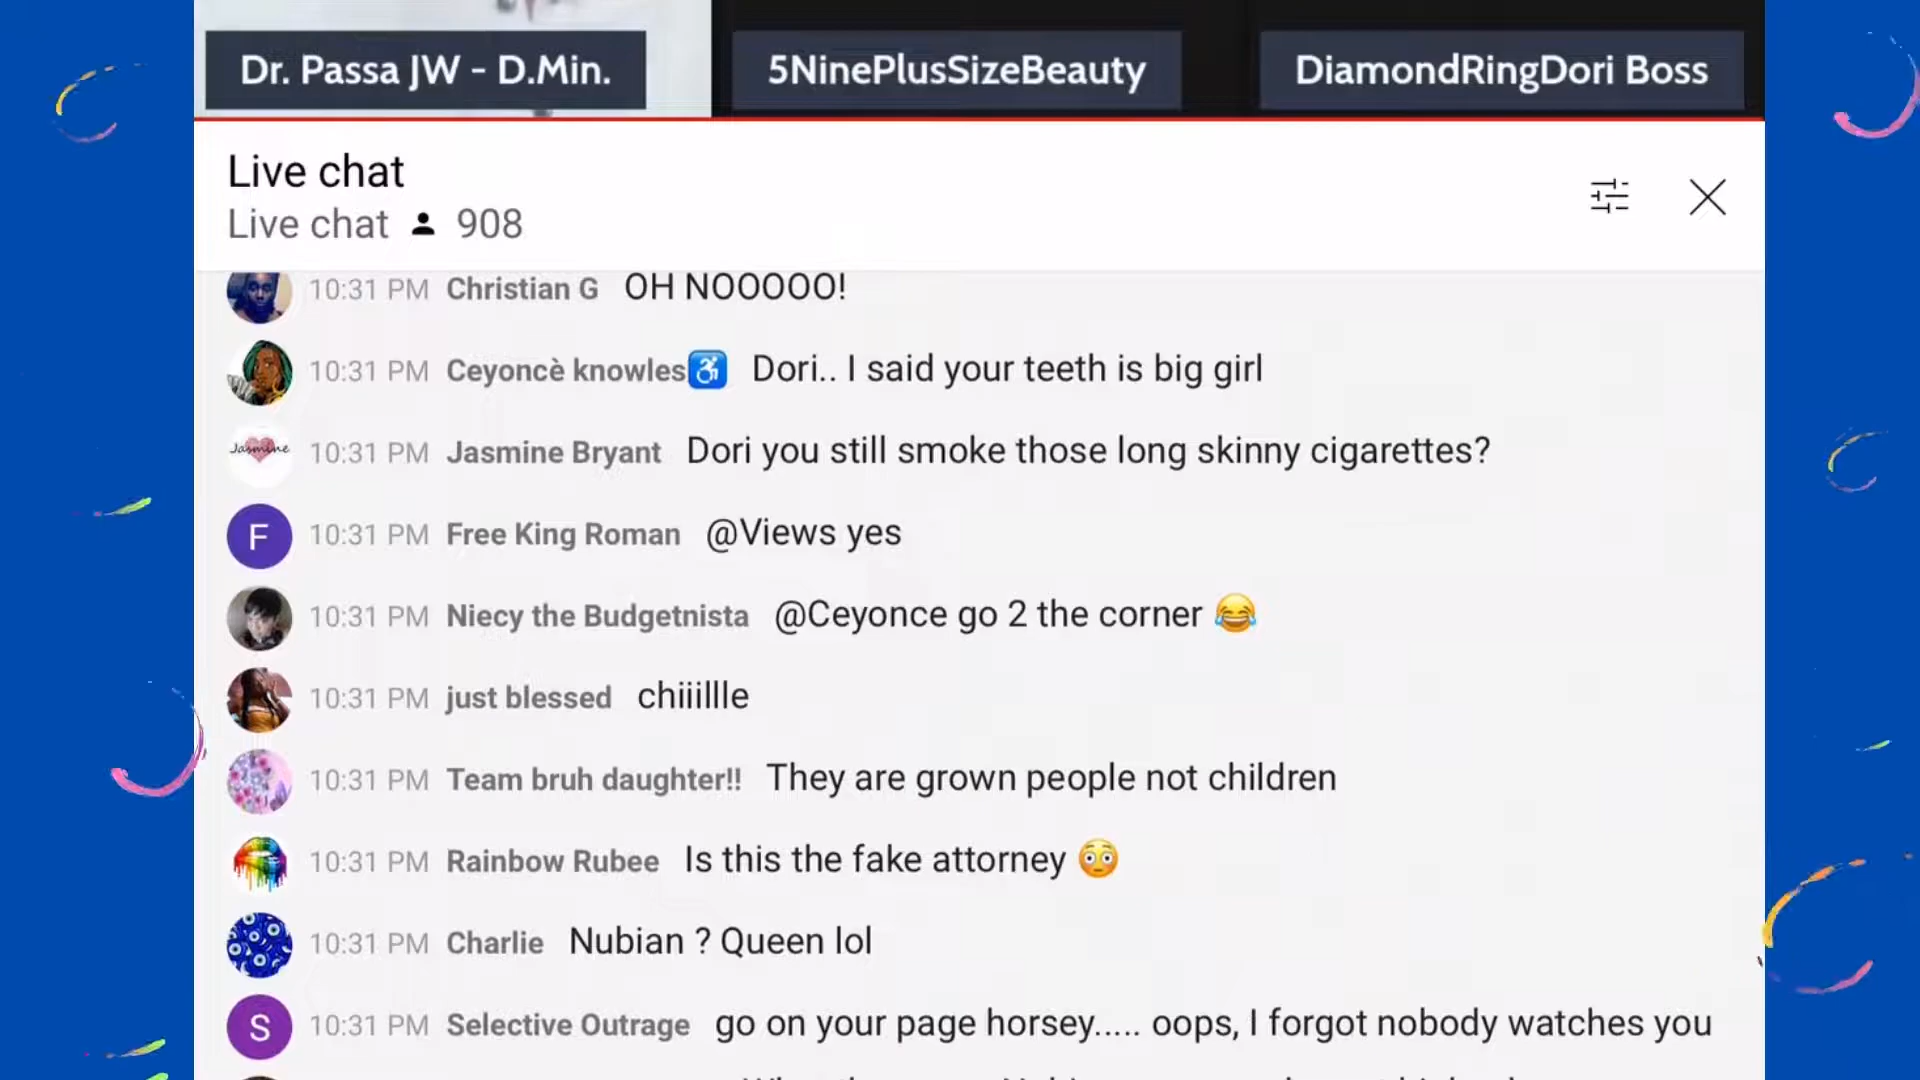 Dr. Passa JW - D.Min.
5NinePlusSizeBeauty
DiamondRingDori Boss
Live chat
Live chat 908
10:31 PM Christian G OH NOOOOO!
10:31 PM Ceyoncè knowles♿ Dori.. I said your teeth is big girl
Jasmine 10:31 PM Jasmine Bryant Dori you still smoke those long skinny cigarettes?
F 10:31 PM Free King Roman @Views yes
10:31 PM Niecy the Budgetnista @Ceyonce go 2 the corner 😂
10:31 PM just blessed chiiillle
10:31 PM Team bruh daughter!! They are grown people not children
10:31 PM Rainbow Rubee Is this the fake attorney 😳
10:31 PM Charlie Nubian ? Queen lol
S 10:31 PM Selective Outrage go on your page horsey..... oops, I forgot nobody watches you